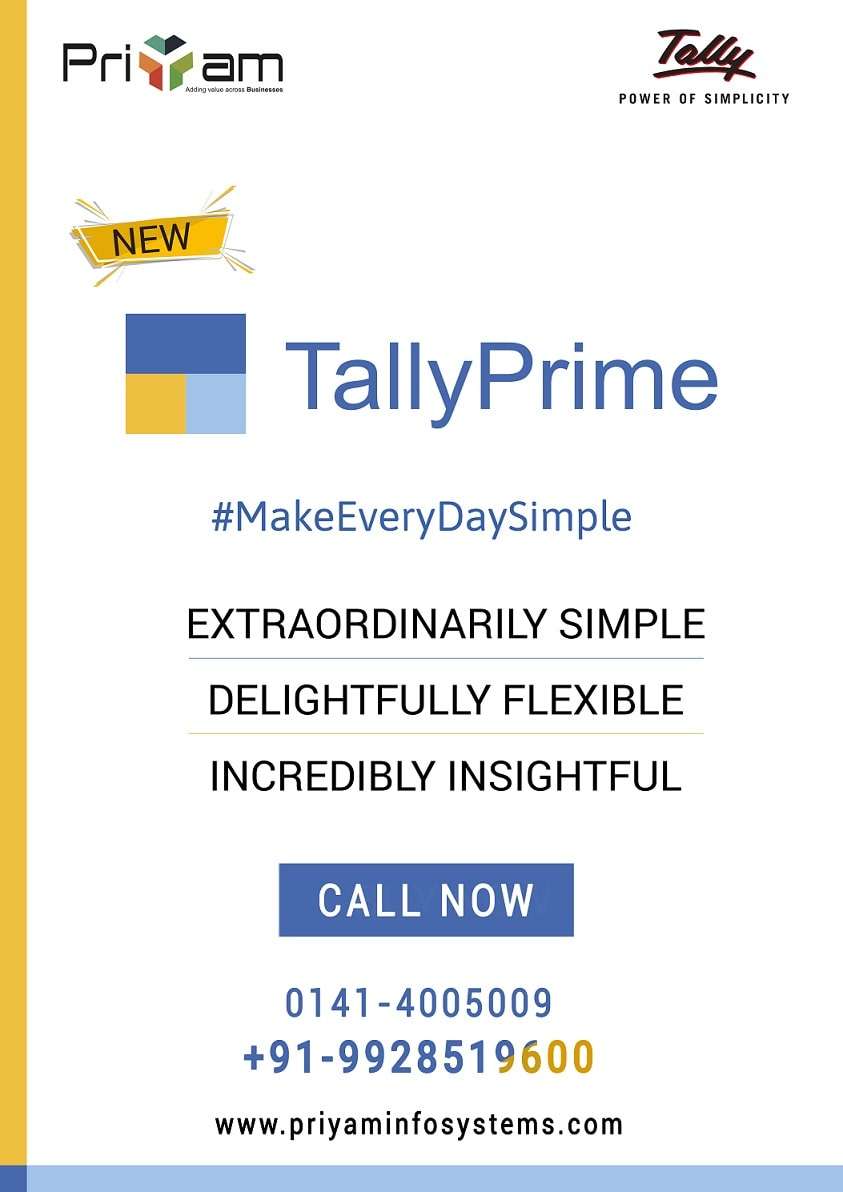 PriYam
Adding value across Businesses
Tally
POWER OF SIMPLICITY
NEW
TallyPrime
#MakeEveryDaySimple
EXTRAORDINARILY SIMPLE
DELIGHTFULLY FLEXIBLE
INCREDIBLY INSIGHTFUL
CALL NOW
0141-4005009
+91-9928519600
www.priyaminfosystems.com